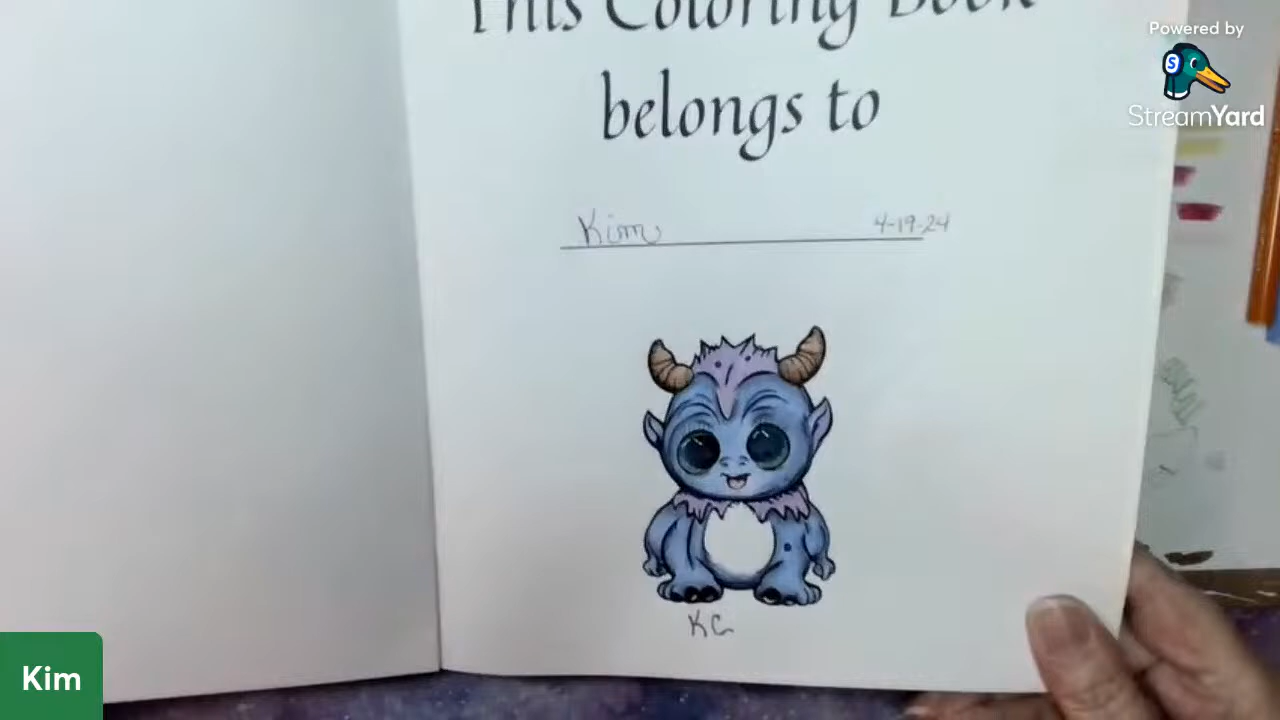 This Coloring Book
belongs to
Kim 4-19-24
KC
Powered by
StreamYard
Kim